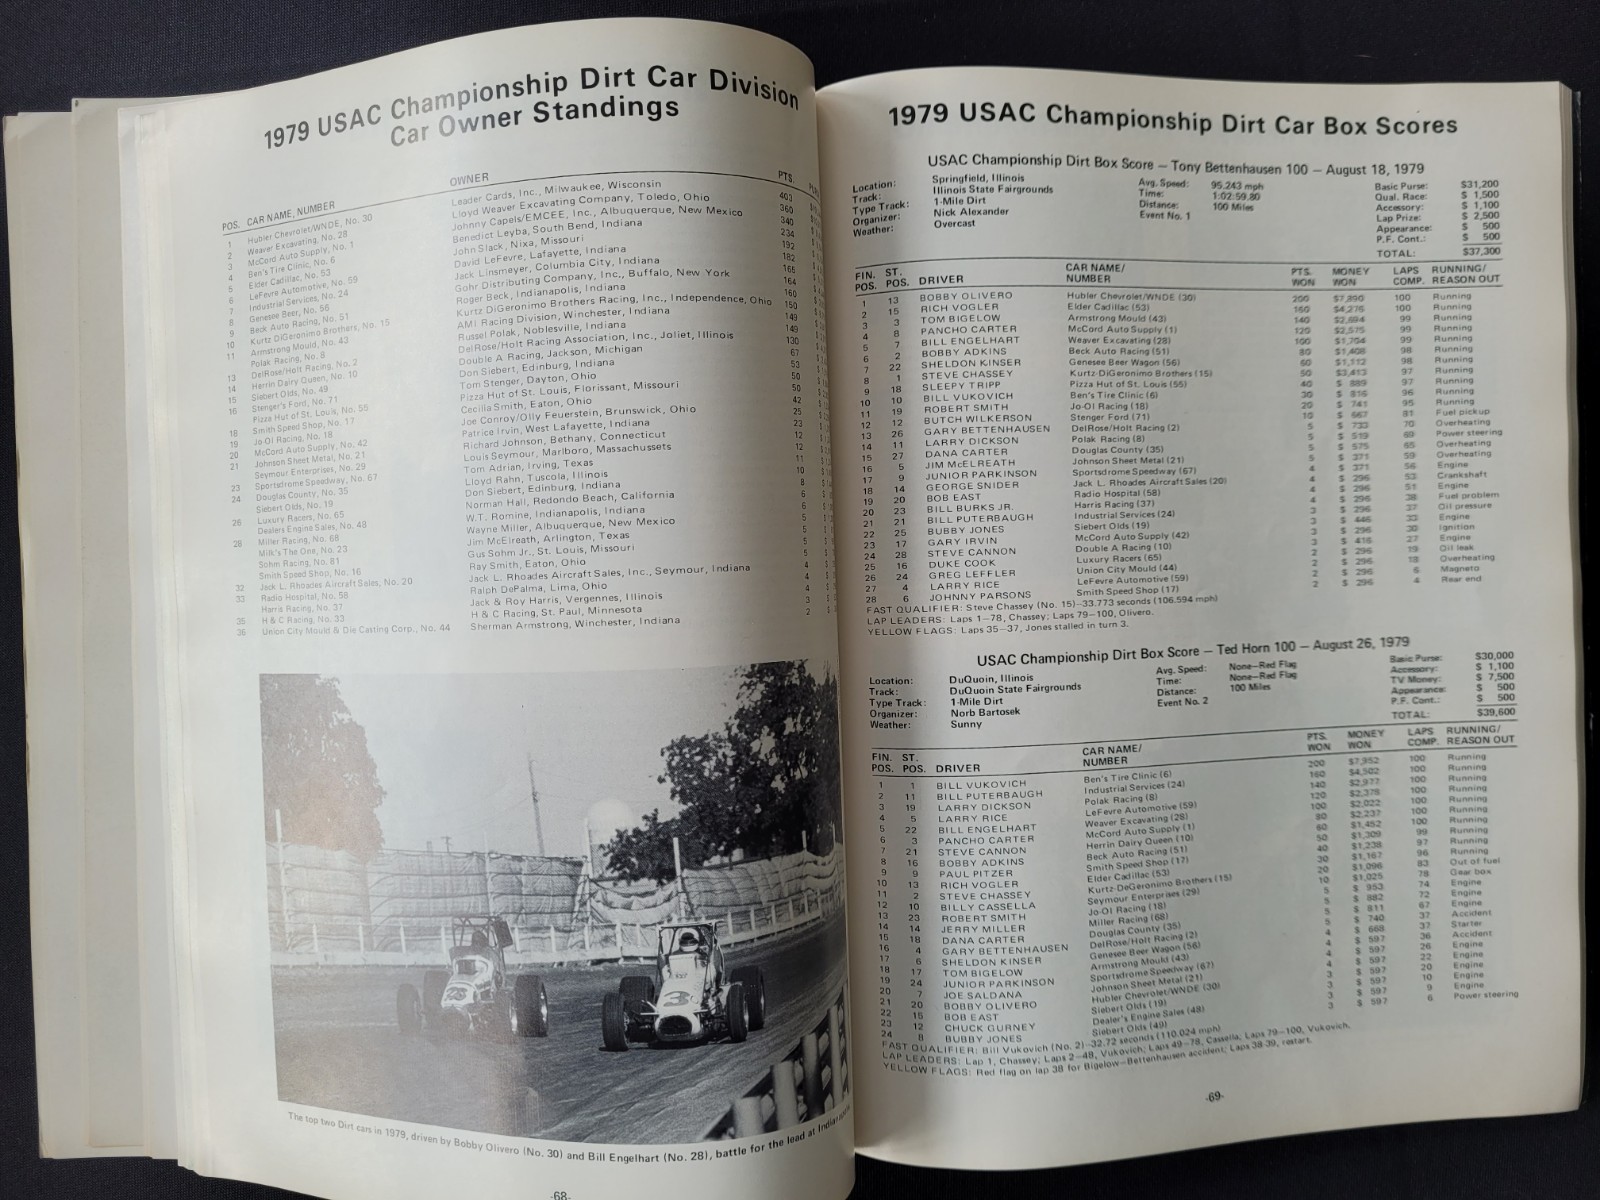 1979 USAC Championship Dirt Car Division
Car Owner Standings
POS. CAR NAME, NUMBER OWNER PTS.
1 Hubler Chevrolet/WNDE, No. 30 Leader Cards, Inc., Milwaukee, Wisconsin 403
2 Weaver Excavating, No. 28 Lloyd Weaver Excavating Company, Toledo, Ohio 360
3 McCord Auto Supply, No. 1 Johnny Capels/EMCEE, Inc., Albuquerque, New Mexico 340
4 Ben's Tire Clinic, No. 6 Benedict Leyba, South Bend, Indiana 234
5 Elder Cadillac, No. 53 John Slack, Nixa, Missouri 192
6 LeFevre Automotive, No. 59 David LeFevre, Lafayette, Indiana 182
7 Industrial Services, No. 24 Jack Linsmeyer, Columbia City, Indiana 165
8 Genesee Beer, No. 56 Gohr Distributing Company, Inc., Buffalo, New York 164
9 Beck Auto Racing, No. 51 Roger Beck, Indianapolis, Indiana 160
10 Kurtz DiGeronimo Brothers, No. 15 Kurtz DiGeronimo Brothers Racing, Inc., Independence, Ohio 150
11 Armstrong Mould, No. 43 AMI Racing Division, Winchester, Indiana 149
Polak Racing, No. 8 Russel Polak, Noblesville, Indiana 149
13 DelRose/Holt Racing, No. 2 DelRose/Holt Racing Association, Inc., Joliet, Illinois 130
14 Herrin Dairy Queen, No. 10 Double A Racing, Jackson, Michigan 67
15 Siebert Olds, No. 49 Don Siebert, Edinburg, Indiana 53
16 Stenger's Ford, No. 71 Tom Stenger, Dayton, Ohio 50
Pizza Hut of St. Louis, No. 55 Pizza Hut of St. Louis, Florissant, Missouri 50
18 Smith Speed Shop, No. 17 Cecilia Smith, Eaton, Ohio 42
19 Jo-Ol Racing, No. 18 Joe Conroy/Olly Feuerstein, Brunswick, Ohio 25
20 McCord Auto Supply, No. 42 Patrice Irvin, West Lafayette, Indiana 23
21 Johnson Sheet Metal, No. 21 Richard Johnson, Bethany, Connecticut 12
Seymour Enterprises, No. 29 Louis Seymour, Marlboro, Massachussets 12
23 Sportsdrome Speedway, No. 67 Tom Adrian, Irving, Texas 11
24 Douglas County, No. 35 Lloyd Rahn, Tuscola, Illinois 10
Siebert Olds, No. 19 Don Siebert, Edinburg, Indiana
26 Luxury Racers, No. 65 Norman Hall, Redondo Beach, California
Dealers Engine Sales, No. 48 W.T. Romine, Indianapolis, Indiana
28 Miller Racing, No. 68 Wayne Miller, Albuquerque, New Mexico
Milk's The One, No. 23 Jim McElreath, Arlington, Texas
Sohm Racing, No. 81 Gus Sohm Jr., St. Louis, Missouri
Smith Speed Shop, No. 16 Ray Smith, Eaton, Ohio
32 Jack L. Rhoades Aircraft Sales, No. 20 Jack L. Rhoades Aircraft Sales, Inc., Seymour, Indiana
33 Radio Hospital, No. 58 Ralph DePalma, Lima, Ohio
Harris Racing, No. 37 Jack & Roy Harris, Vergennes, Illinois
35 H & C Racing, No. 33 H & C Racing, St. Paul, Minnesota
36 Union City Mould & Die Casting Corp., No. 44 Sherman Armstrong, Winchester, Indiana
The top two Dirt cars in 1979, driven by Bobby Olivero (No. 30) and Bill Engelhart (No. 28), battle for the lead at
-68-
1979 USAC Championship Dirt Car Box Scores
USAC Championship Dirt Box Score — Tony Bettenhausen 100 — August 18, 1979
Location: Springfield, Illinois Avg. Speed: 95.243 mph Basic Purse: $31,200
Track: Illinois State Fairgrounds Time: 1:02:59.80 Qual. Race: $ 1,500
Type Track: 1-Mile Dirt Distance: 100 Miles Accessory: $ 1,100
Organizer: Nick Alexander Event No. 1 Lap Prize: $ 2,500
Weather: Overcast Appearance: $ 500
P.F. Cont.: $ 500
TOTAL: $37,300
FIN. POS. ST. POS. DRIVER CAR NAME/ NUMBER PTS. WON MONEY WON LAPS COMP. RUNNING/ REASON OUT
1 13 BOBBY OLIVERO Hubler Chevrolet/WNDE (30) 200 $7,890 100 Running
2 15 RICH VOGLER Elder Cadillac (53) 160 $4,276 100 Running
3 3 TOM BIGELOW Armstrong Mould (43) 140 $2,694 99 Running
4 8 PANCHO CARTER McCord Auto Supply (1) 120 $2,575 99 Running
5 7 BILL ENGELHART Weaver Excavating (28) 100 $1,704 99 Running
6 2 BOBBY ADKINS Beck Auto Racing (51) 80 $1,408 98 Running
7 22 SHELDON KINSER Genesee Beer Wagon (56) 60 $1,112 98 Running
8 1 STEVE CHASSEY Kurtz-DiGeronimo Brothers (15) 50 $3,413 97 Running
9 18 SLEEPY TRIPP Pizza Hut of St. Louis (55) 40 $ 889 97 Running
10 10 BILL VUKOVICH Ben's Tire Clinic (6) 30 $ 816 96 Running
11 19 ROBERT SMITH Jo-Ol Racing (18) 20 $ 741 95 Running
12 12 BUTCH WILKERSON Stenger Ford (71) 10 $ 667 81 Fuel pickup
13 26 GARY BETTENHAUSEN DelRose/Holt Racing (2) 5 $ 733 70 Overheating
14 11 LARRY DICKSON Polak Racing (8) 5 $ 519 69 Power steering
15 27 DANA CARTER Douglas County (35) 5 $ 575 65 Overheating
16 5 JIM McELREATH Johnson Sheet Metal (21) 5 $ 371 59 Overheating
17 9 JUNIOR PARKINSON Sportsdrome Speedway (67) 4 $ 371 56 Engine
18 14 GEORGE SNIDER Jack L. Rhoades Aircraft Sales (20) 4 $ 296 53 Crankshaft
19 20 BOB EAST Radio Hospital (58) 4 $ 296 51 Engine
20 23 BILL BURKS JR. Harris Racing (37) 4 $ 296 38 Fuel problem
21 21 BILL PUTERBAUGH Industrial Services (24) 3 $ 296 37 Oil pressure
22 25 BUBBY JONES Siebert Olds (19) 3 $ 446 33 Engine
23 17 GARY IRVIN McCord Auto Supply (42) 3 $ 296 30 Ignition
24 28 STEVE CANNON Double A Racing (10) 3 $ 416 27 Engine
25 16 DUKE COOK Luxury Racers (65) 2 $ 296 19 Oil leak
26 24 GREG LEFFLER Union City Mould (44) 2 $ 296 18 Overheating
27 4 LARRY RICE LeFevre Automotive (59) 2 $ 296 6 Magneto
28 6 JOHNNY PARSONS Smith Speed Shop (17) 2 $ 296 4 Rear end
FAST QUALIFIER: Steve Chassey (No. 15)—33.773 seconds (106.594 mph)
LAP LEADERS: Laps 1—78, Chassey; Laps 79—100, Olivero.
YELLOW FLAGS: Laps 35—37, Jones stalled in turn 3.
USAC Championship Dirt Box Score — Ted Horn 100 — August 26, 1979
Location: DuQuoin, Illinois Avg. Speed: None—Red Flag Basic Purse: $30,000
Track: DuQuoin State Fairgrounds Time: None—Red Flag Accessory: $ 1,100
Type Track: 1-Mile Dirt Distance: 100 Miles TV Money: $ 7,500
Organizer: Norb Bartosek Event No. 2 Appearance: $ 500
Weather: Sunny P.F. Cont.: $ 500
TOTAL: $39,600
FIN. POS. ST. POS. DRIVER CAR NAME/ NUMBER PTS. WON MONEY WON LAPS COMP. RUNNING/ REASON OUT
1 1 BILL VUKOVICH Ben's Tire Clinic (6) 200 $7,952 100 Running
2 11 BILL PUTERBAUGH Industrial Services (24) 160 $4,502 100 Running
3 19 LARRY DICKSON Polak Racing (8) 140 $2,977 100 Running
4 5 LARRY RICE LeFevre Automotive (59) 120 $2,378 100 Running
5 22 BILL ENGELHART Weaver Excavating (28) 100 $2,022 100 Running
6 3 PANCHO CARTER McCord Auto Supply (1) 80 $2,237 100 Running
7 21 STEVE CANNON Herrin Dairy Queen (10) 60 $1,452 100 Running
8 16 BOBBY ADKINS Beck Auto Racing (51) 50 $1,309 99 Running
9 9 PAUL PITZER Smith Speed Shop (17) 40 $1,238 97 Running
10 13 RICH VOGLER Elder Cadillac (53) 30 $1,167 96 Running
11 2 STEVE CHASSEY Kurtz-DeGeronimo Brothers (15) 20 $1,096 83 Out of fuel
12 10 BILLY CASSELLA Seymour Enterprises (29) 10 $1,025 78 Gear box
13 23 ROBERT SMITH Jo-Ol Racing (18) 5 $ 953 74 Engine
14 14 JERRY MILLER Miller Racing (68) 5 $ 882 72 Engine
15 18 DANA CARTER Douglas County (35) 5 $ 811 67 Engine
16 4 GARY BETTENHAUSEN DelRose/Holt Racing (2) 5 $ 740 37 Accident
17 6 SHELDON KINSER Genesee Beer Wagon (56) 4 $ 668 37 Starter
18 17 TOM BIGELOW Armstrong Mould (43) 4 $ 597 36 Accident
19 24 JUNIOR PARKINSON Sportsdrome Speedway (67) 4 $ 597 26 Engine
20 7 JOE SALDANA Johnson Sheet Metal (21) 4 $ 597 22 Engine
21 20 BOBBY OLIVERO Hubler Chevrolet/WNDE (30) 3 $ 597 20 Engine
22 15 BOB EAST Siebert Olds (19) 3 $ 597 10 Engine
23 12 CHUCK GURNEY Dealer's Engine Sales (48) 3 $ 597 9 Engine
24 8 BUBBY JONES Siebert Olds (49) 3 $ 597 6 Power steering
FAST QUALIFIER: Bill Vukovich (No. 2)—32.72 seconds (110.024 mph)
LAP LEADERS: Lap 1, Chassey; Laps 2—48, Vukovich; Laps 49—78, Cassella; Laps 79—100, Vukovich.
YELLOW FLAGS: Red flag on lap 38 for Bigelow—Bettenhausen accident; Laps 38-39, restart.
-69-